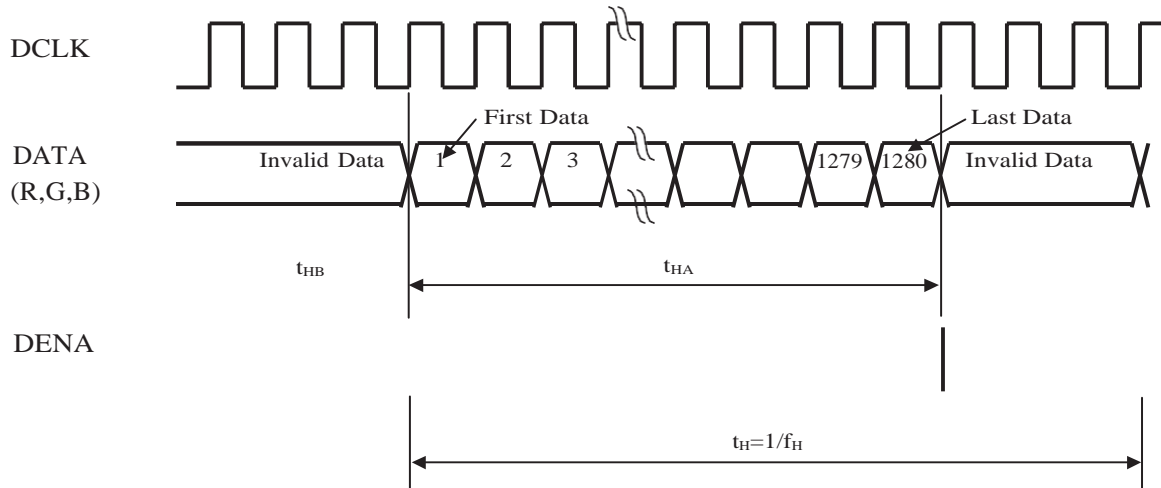 DCLK
First Data
Last Data
DATA
(R,G,B)
Invalid Data
1
2
3
1279
1280
Invalid Data
tHB
tHA
DENA
tH=1/fH